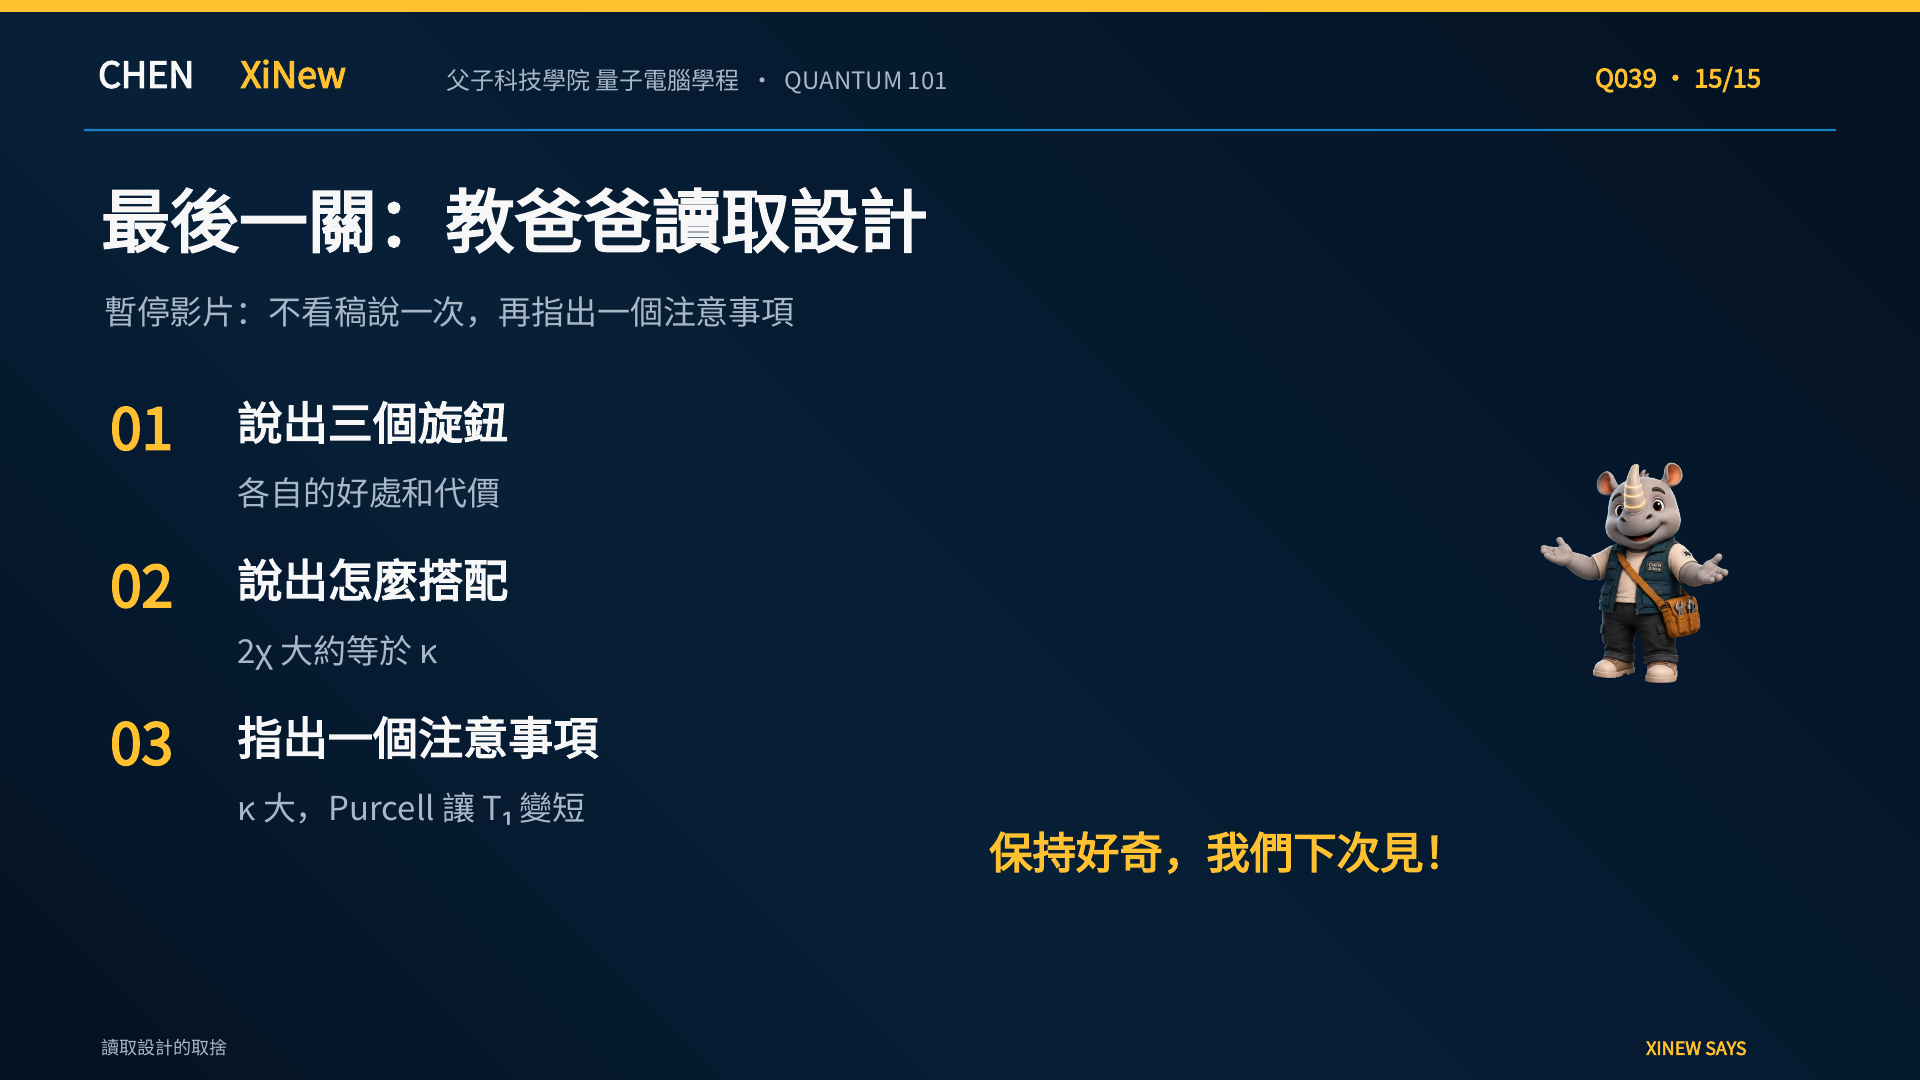 CHEN XiNew 父子科技學院 量子電腦學程 • QUANTUM 101 Q039 • 15/15
最後一關：教爸爸讀取設計
暫停影片：不看稿說一次，再指出一個注意事項
01 說出三個旋鈕
各自的好處和代價
02 說出怎麼搭配
2χ 大約等於 κ
03 指出一個注意事項
κ 大，Purcell 讓 T₁ 變短
保持好奇，我們下次見！
讀取設計的取捨
XINEW SAYS